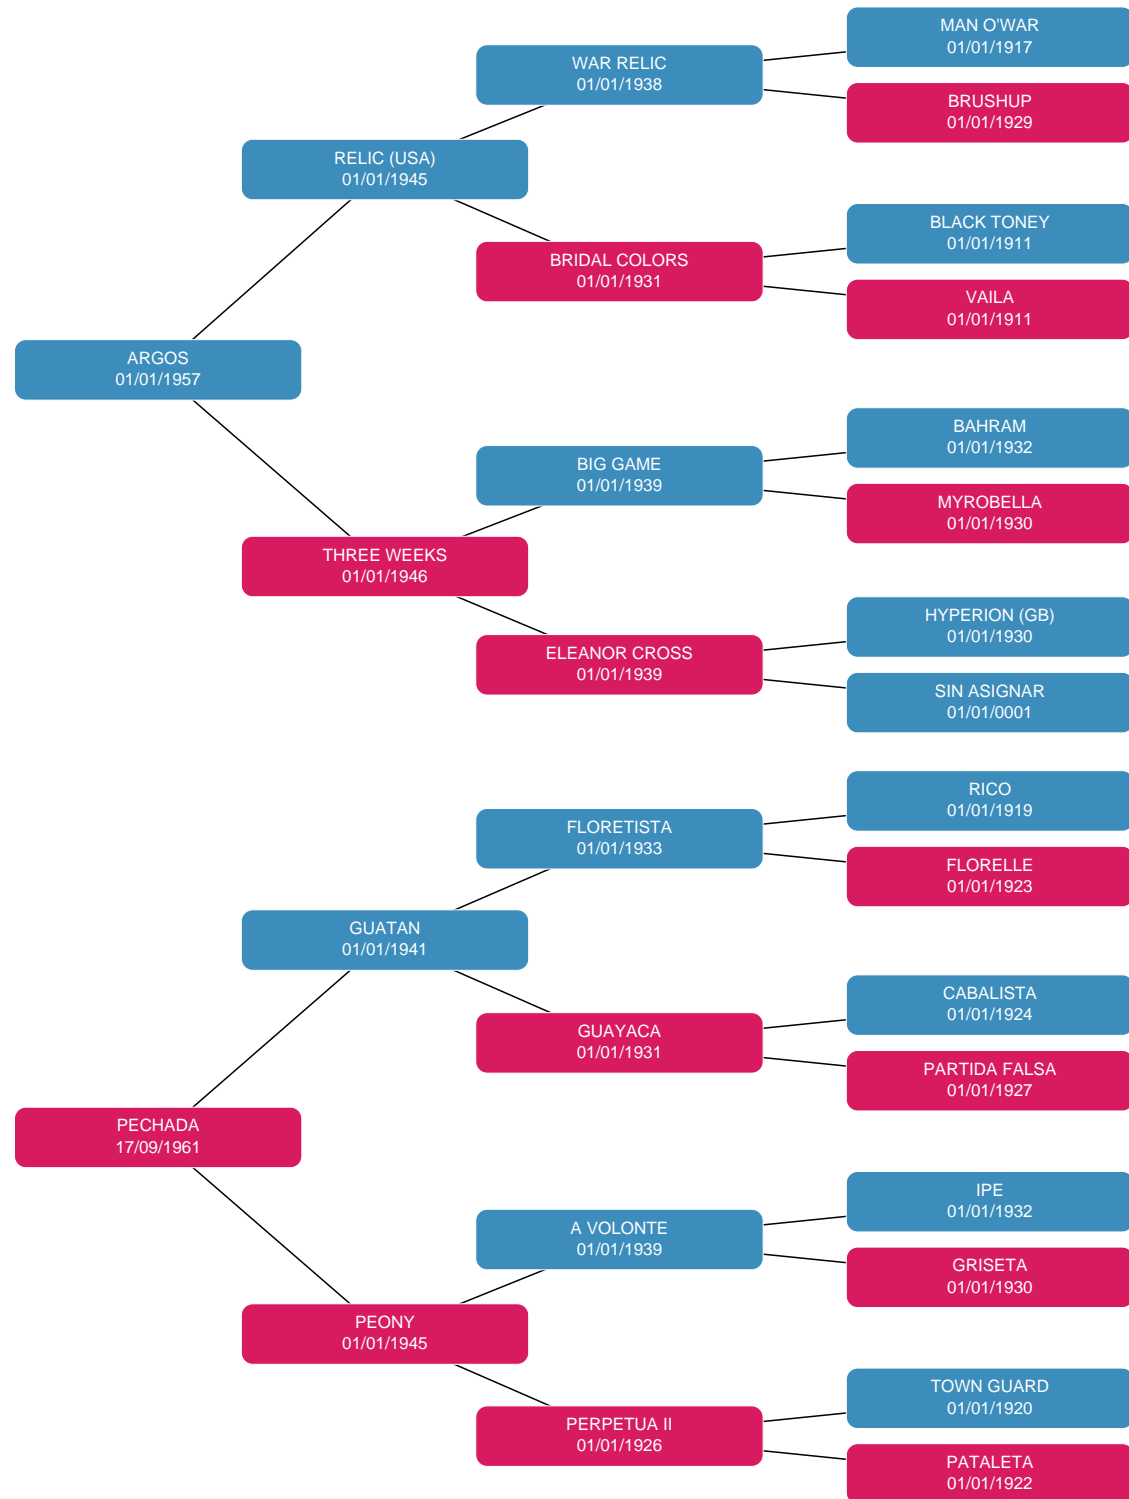 MAN O'WAR
01/01/1917
WAR RELIC
01/01/1938
BRUSHUP
01/01/1929
RELIC (USA)
01/01/1945
BLACK TONEY
01/01/1911
BRIDAL COLORS
01/01/1931
VAILA
01/01/1911
ARGOS
01/01/1957
BAHRAM
01/01/1932
BIG GAME
01/01/1939
MYROBELLA
01/01/1930
THREE WEEKS
01/01/1946
HYPERION (GB)
01/01/1930
ELEANOR CROSS
01/01/1939
SIN ASIGNAR
01/01/0001
RICO
01/01/1919
FLORETISTA
01/01/1933
FLORELLE
01/01/1923
GUATAN
01/01/1941
CABALISTA
01/01/1924
GUAYACA
01/01/1931
PARTIDA FALSA
01/01/1927
PECHADA
17/09/1961
IPE
01/01/1932
A VOLONTE
01/01/1939
GRISETA
01/01/1930
PEONY
01/01/1945
TOWN GUARD
01/01/1920
PERPETUA II
01/01/1926
PATALETA
01/01/1922